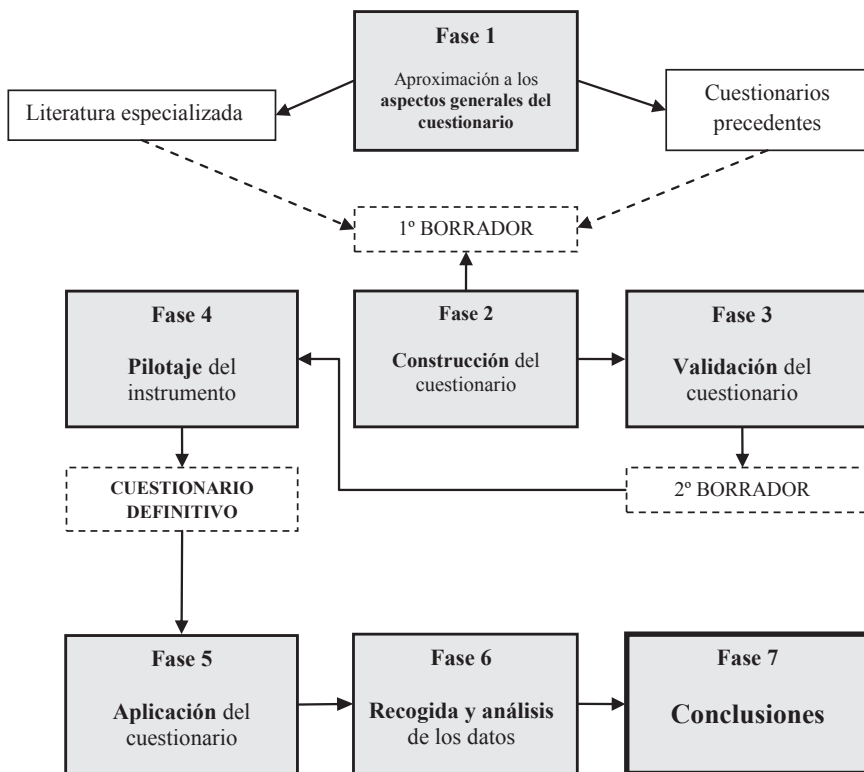 Fase 1
Aproximación a los
aspectos generales del
cuestionario
Literatura especializada
Cuestionarios
precedentes
1º BORRADOR
Fase 4
Pilotaje del
instrumento
Fase 2
Construcción del
cuestionario
Fase 3
Validación del
cuestionario
CUESTIONARIO
DEFINITIVO
2º BORRADOR
Fase 5
Aplicación del
cuestionario
Fase 6
Recogida y análisis
de los datos
Fase 7
Conclusiones